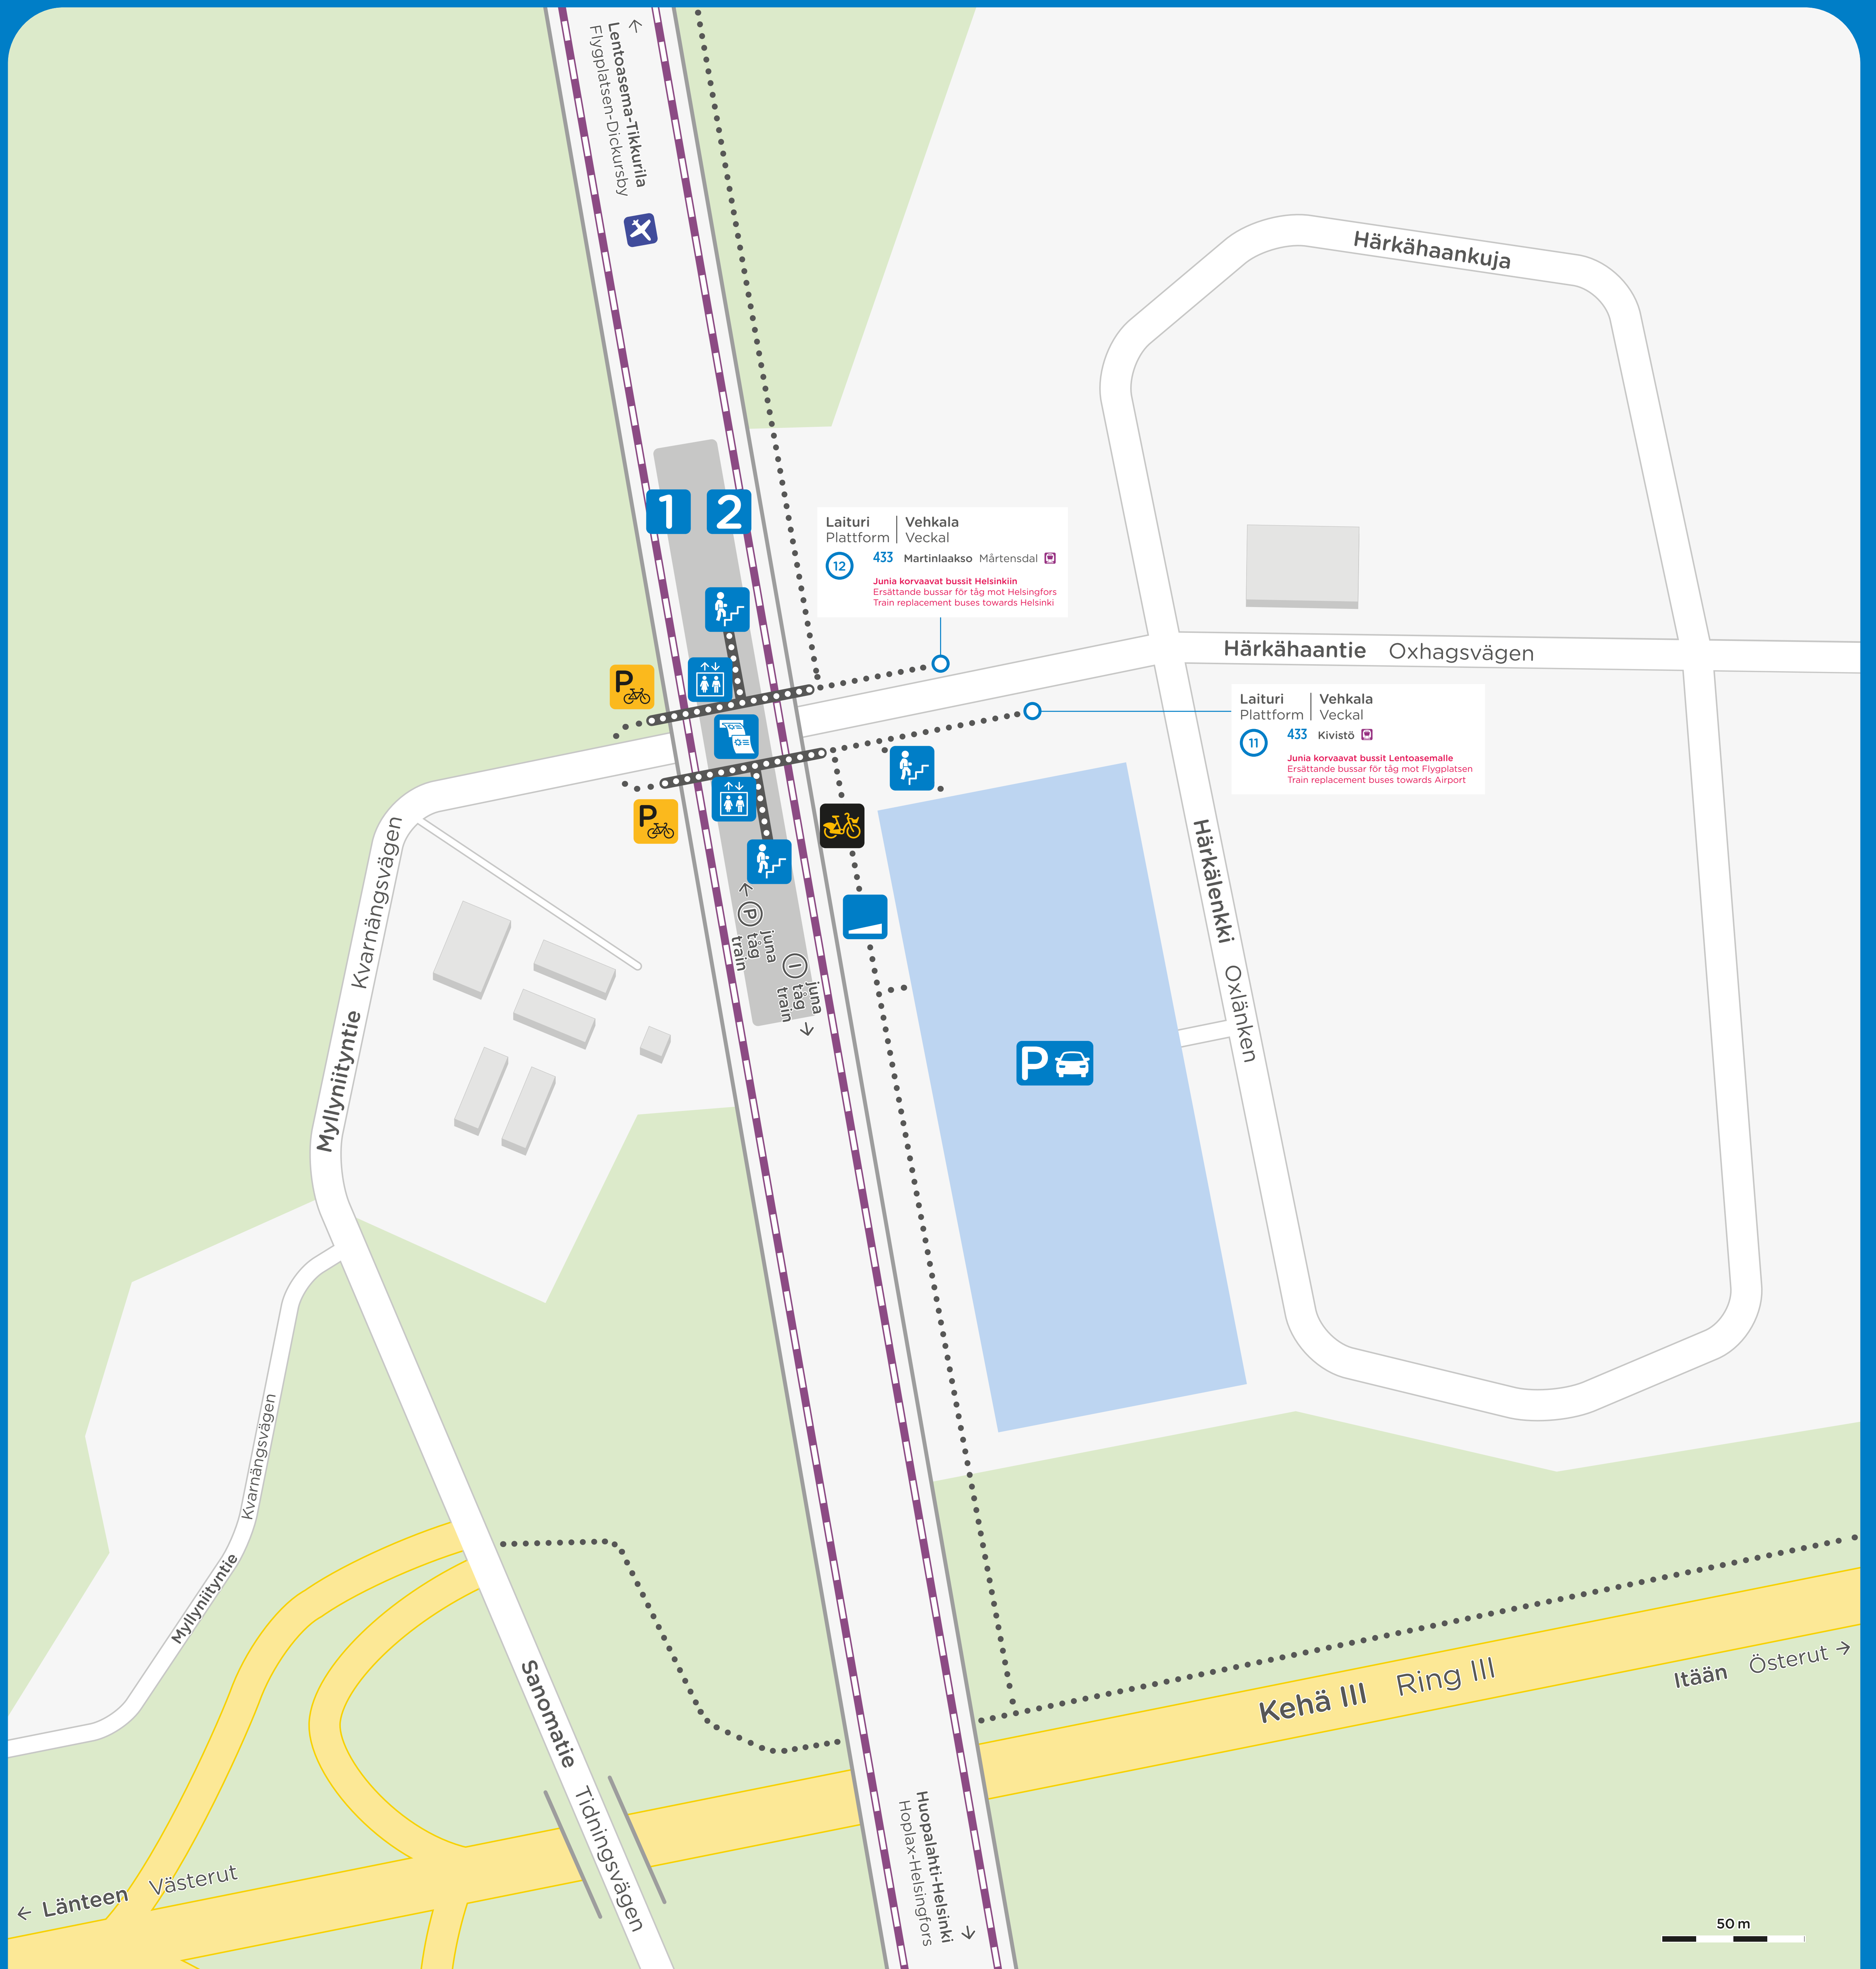 Lentoasema-Tikkurila
Flygplatsen-Dickursby
Härkähaankuja
1
2
Laituri
Plattform
Vehkala
Veckal
12
433 Martinlaakso Mårtensdal
Junia korvaavat bussit Helsinkiin
Ersättande bussar för tåg mot Helsingfors
Train replacement buses towards Helsinki
Härkähaantie Oxhagsvägen
P
Laituri
Plattform
Vehkala
Veckal
11
433 Kivistö
Junia korvaavat bussit Lentoasemalle
Ersättande bussar för tåg mot Flygplatsen
Train replacement buses towards Airport
P
Härkälenkki Oxlänken
P
juna
tåg
train
I
juna
tåg
train
P
Myllyniityntie Kvarnängsvägen
Myllyniityntie Kvarnängsvägen
Sanomatie Tidningsvägen
Kehä III Ring III
Itään Österut
Länteen Västerut
Huopalahti-Helsinki
Hoplax-Helsingfors
50 m